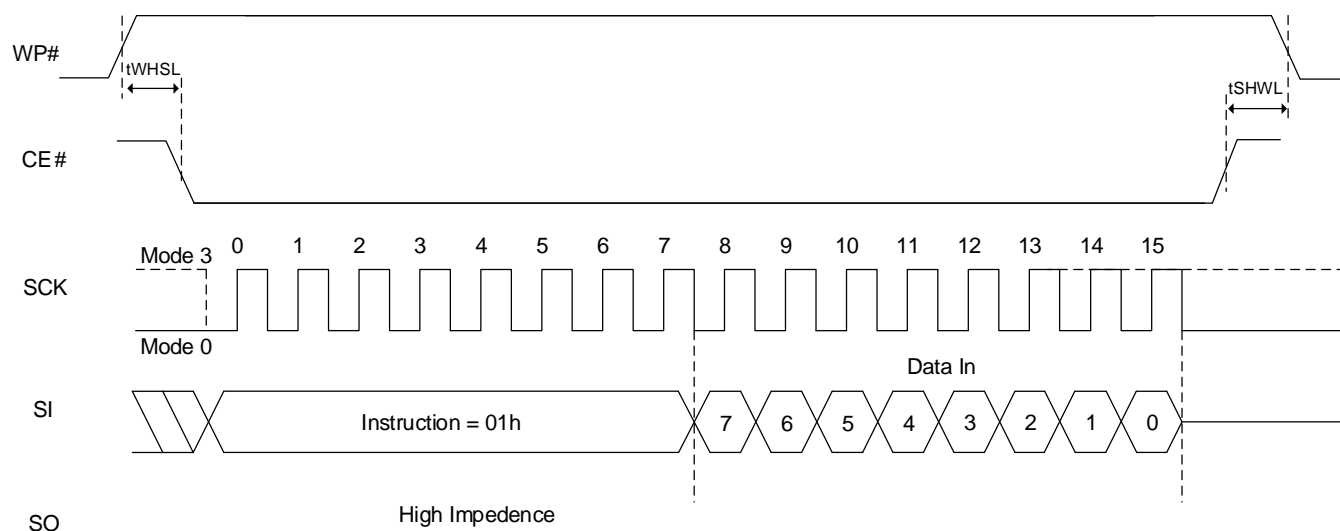 WP#
tWHSL
tSHWL
CE#
0 1 2 3 4 5 6 7 8 9 10 11 12 13 14 15
Mode 3
SCK
Mode 0
Data In
SI
Instruction = 01h
7 6 5 4 3 2 1 0
High Impedence
SO